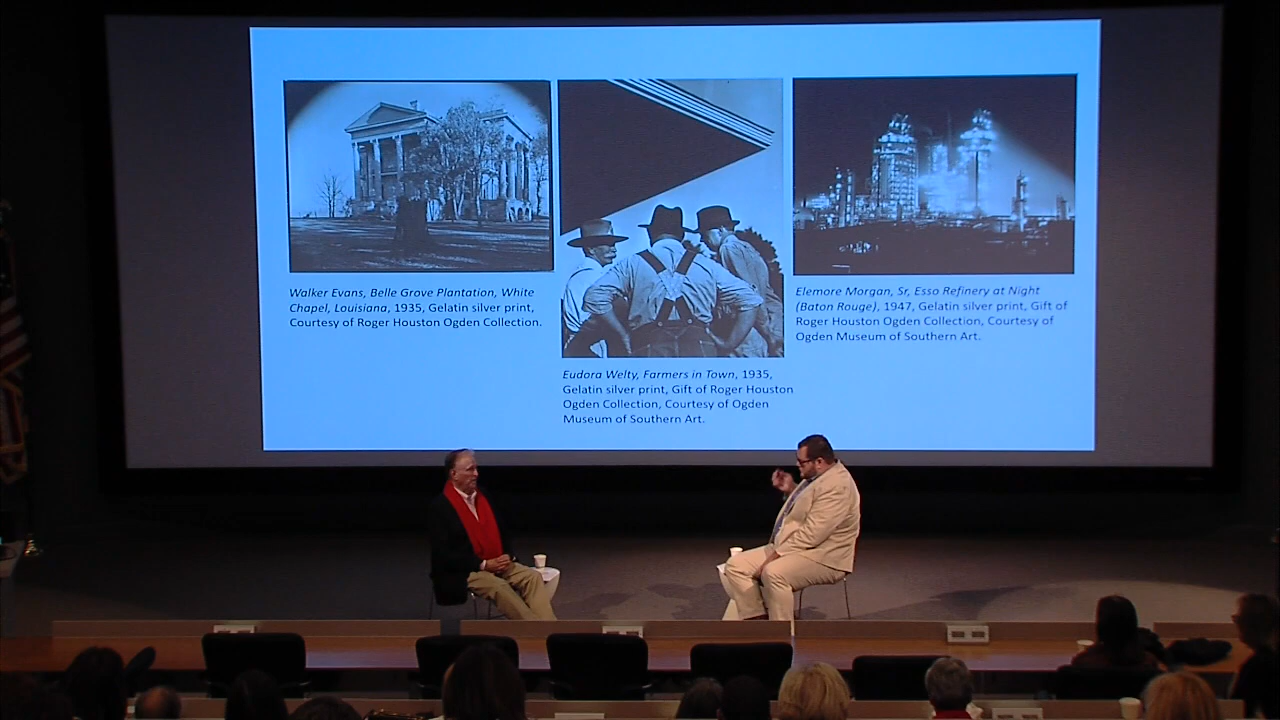 Walker Evans, Belle Grove Plantation, White
Chapel, Louisiana, 1935, Gelatin silver print,
Courtesy of Roger Houston Ogden Collection.
Eudora Welty, Farmers in Town, 1935,
Gelatin silver print, Gift of Roger Houston
Ogden Collection, Courtesy of Ogden
Museum of Southern Art.
Elemore Morgan, Sr, Esso Refinery at Night
(Baton Rouge), 1947, Gelatin silver print, Gift of
Roger Houston Ogden Collection, Courtesy of
Ogden Museum of Southern Art.